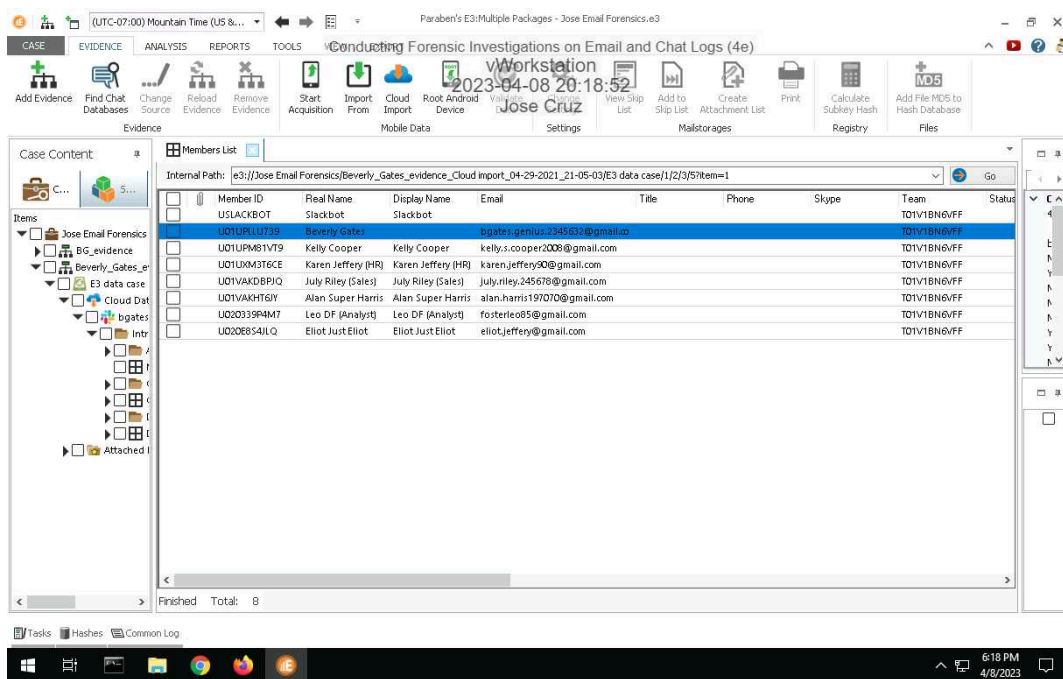 (UTC-07:00) Mountain Time (US &...
Paraben's E3:Multiple Packages - Jose Email Forensics.e3
CASE EVIDENCE ANALYSIS REPORTS TOOLS
Conducting Forensic Investigations on Email and Chat Logs (4e)
vWorkstation
2023-04-08 20:18:52
Jose Cruz
Add Evidence
Find Chat Databases
Change Source
Reload Evidence
Remove Evidence
Start Acquisition
Import From
Cloud Import
Root Android Device
View Skip List
Add to Skip List
Create Attachment List
Print
Calculate Subkey Hash
MD5
Add File MD5 to Hash Database
Evidence Mobile Data Settings Mailstorages Registry Files
Case Content
Members List
Internal Path: e3://Jose Email Forensics/Beverly_Gates_evidence_Cloud import_04-29-2021_21-05-03/E3 data case/1/2/3/5?item=1 Go
C... S...
Items
Jose Email Forensics
BG_evidence
Beverly_Gates_e
E3 data case
Cloud Dat
bgates
Intr
Attached
Member ID Real Name Display Name Email Title Phone Skype Team Status
USLACKBOT Slackbot Slackbot T01V1BN6VFF
U01UPLLU739 Beverly Gates bgates.genius.2345632@gmail.co T01V1BN6VFF
U01UPM81VT9 Kelly Cooper Kelly Cooper kelly.s.cooper2008@gmail.com T01V1BN6VFF
U01UXM3T6CE Karen Jeffery (HR) Karen Jeffery (HR) karen.jeffery90@gmail.com T01V1BN6VFF
U01VAKDBPJQ July Riley (Sales) July Riley (Sales) july.riley.245678@gmail.com T01V1BN6VFF
U01VAKHT6JY Alan Super Harris Alan Super Harris alan.harris197070@gmail.com T01V1BN6VFF
U020339P4M7 Leo DF (Analyst) Leo DF (Analyst) fosterleo85@gmail.com T01V1BN6VFF
U020E8S4JLQ Eliot JustEliot Eliot JustEliot eliot.jeffery@gmail.com T01V1BN6VFF
Finished Total: 8
Tasks Hashes Common Log
6:18 PM
4/8/2023